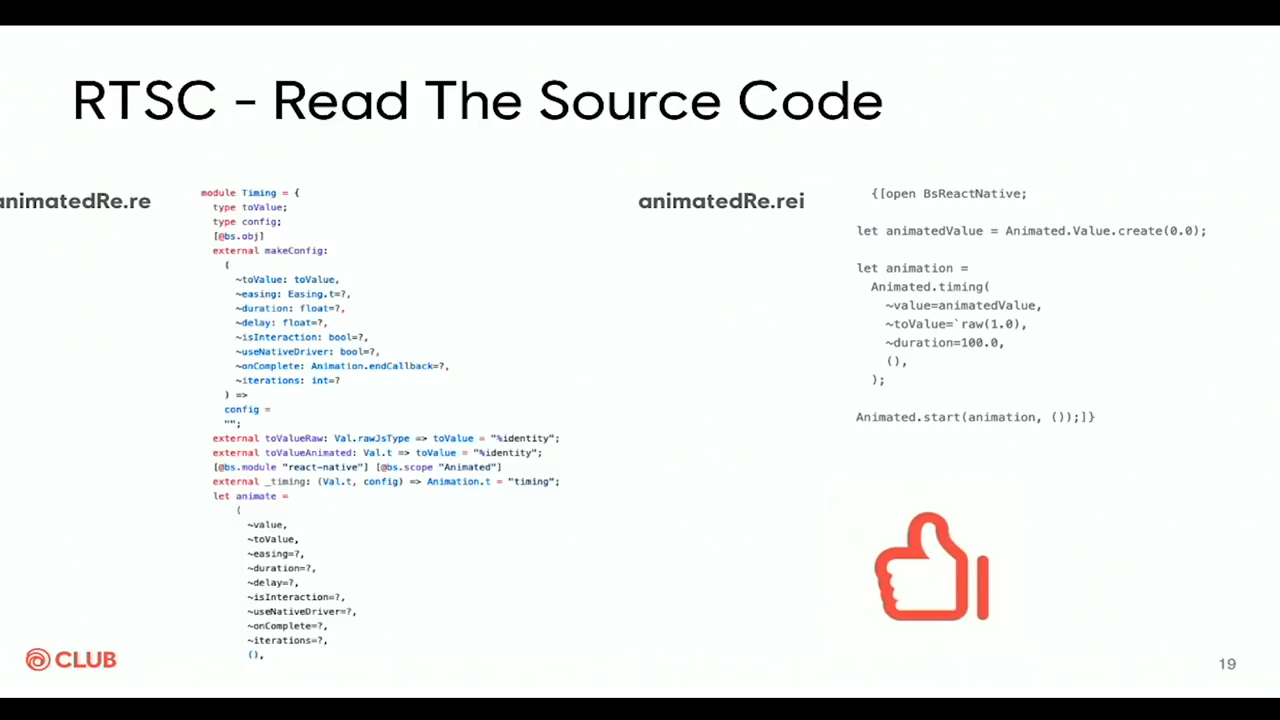 RTSC - Read The Source Code
animatedRe.re
module Timing = {
type toValue;
type config;
[@bs.obj]
external makeConfig:
(
~toValue: toValue,
~easing: Easing.t=?,
~duration: float=?,
~delay: float=?,
~isInteraction: bool=?,
~useNativeDriver: bool=?,
~onComplete: Animation.endCallback=?,
~iterations: int=?
) =>
config =
"";
external toValueRaw: Val.rawJsType => toValue = "%identity";
external toValueAnimated: Val.t => toValue = "%identity";
[@bs.module "react-native"] [@bs.scope "Animated"]
external _timing: (Val.t, config) => Animation.t = "timing";
let animate =
(
~value,
~toValue,
~easing=?,
~duration=?,
~delay=?,
~isInteraction=?,
~useNativeDriver=?,
~onComplete=?,
~iterations=?,
(),
animatedRe.rei
{[open BsReactNative;
let animatedValue = Animated.Value.create(0.0);
let animation =
Animated.timing(
~value=animatedValue,
~toValue=`raw(1.0),
~duration=100.0,
(),
);
Animated.start(animation, ());]}
CLUB
19